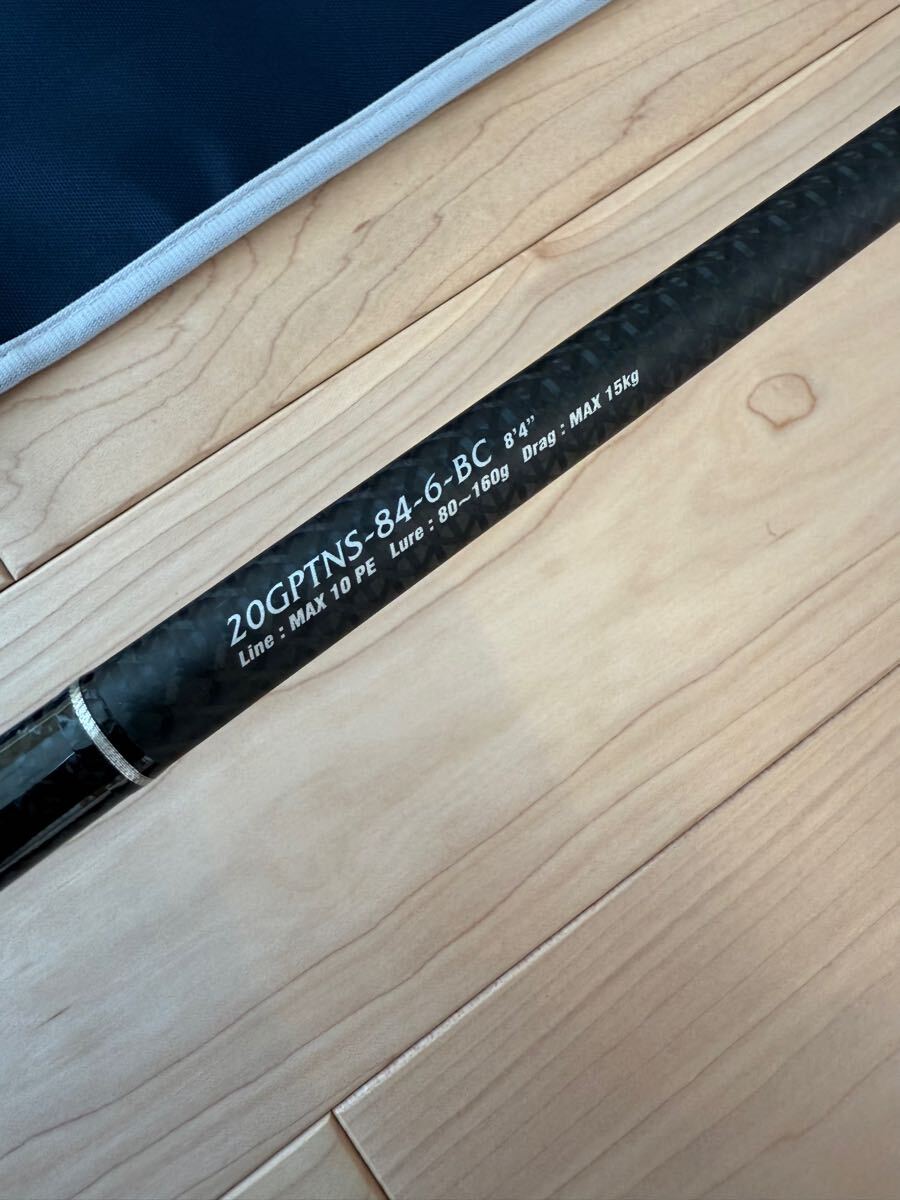 20GPTNS-84-6-BC 8’4”
Line : MAX 10 PE Lure : 80~160g Drag : MAX 15kg